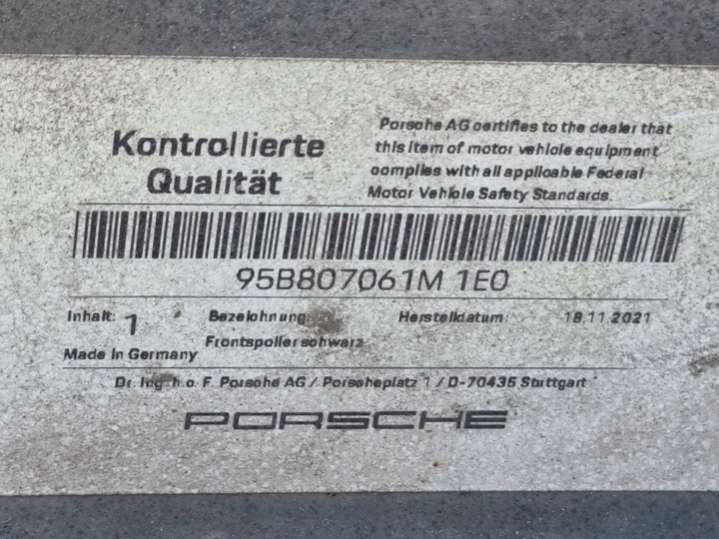 Kontrollierte
Qualität
Porsche AG certifies to the dealer that
this item of motor vehicle equipment
complies with all applicable Federal
Motor Vehicle Safety Standards.
95B807061M 1E0
Inhalt: 1
Bezeichnung:
Herstelldatum: 18.11.2021
Frontspoiler schwarz
Made in Germany
Dr. Ing. h.c. F. Porsche AG / Porscheplatz 1 / D-70435 Stuttgart
PORSCHE